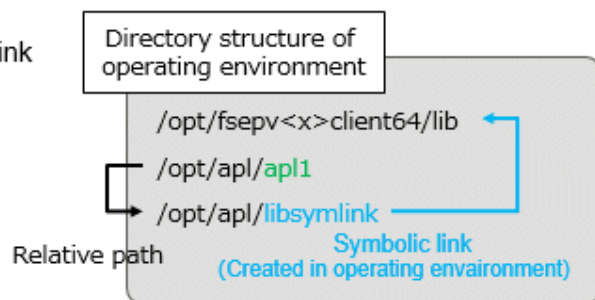 ink
Directory structure of
operating environment
/opt/fsepv<x>client64/lib
/opt/apl/apl1
/opt/apl/libsymlink
Relative path
Symbolic link
(Created in operating envaironment)